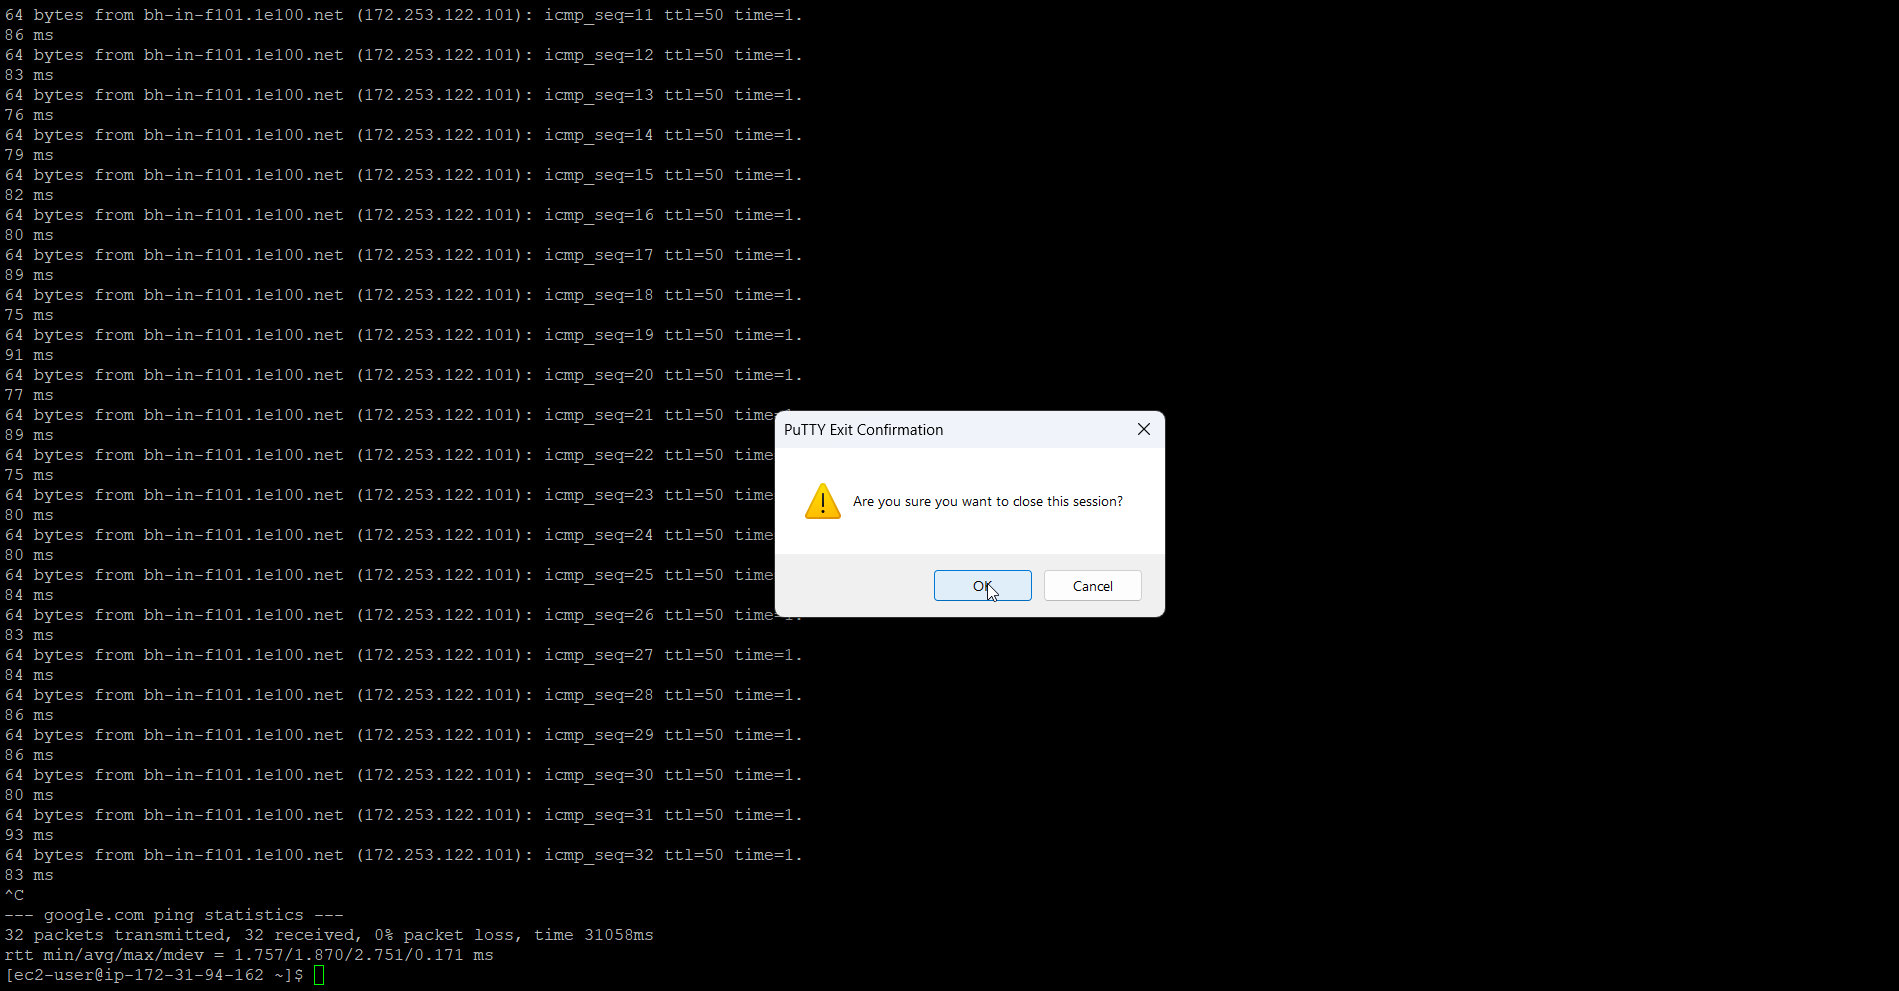 64 bytes from bh-in-f101.1e100.net (172.253.122.101): icmp_seq=11 ttl=50 time=1.
86 ms
64 bytes from bh-in-f101.1e100.net (172.253.122.101): icmp_seq=12 ttl=50 time=1.
83 ms
64 bytes from bh-in-f101.1e100.net (172.253.122.101): icmp_seq=13 ttl=50 time=1.
76 ms
64 bytes from bh-in-f101.1e100.net (172.253.122.101): icmp_seq=14 ttl=50 time=1.
79 ms
64 bytes from bh-in-f101.1e100.net (172.253.122.101): icmp_seq=15 ttl=50 time=1.
82 ms
64 bytes from bh-in-f101.1e100.net (172.253.122.101): icmp_seq=16 ttl=50 time=1.
80 ms
64 bytes from bh-in-f101.1e100.net (172.253.122.101): icmp_seq=17 ttl=50 time=1.
89 ms
64 bytes from bh-in-f101.1e100.net (172.253.122.101): icmp_seq=18 ttl=50 time=1.
75 ms
64 bytes from bh-in-f101.1e100.net (172.253.122.101): icmp_seq=19 ttl=50 time=1.
91 ms
64 bytes from bh-in-f101.1e100.net (172.253.122.101): icmp_seq=20 ttl=50 time=1.
77 ms
64 bytes from bh-in-f101.1e100.net (172.253.122.101): icmp_seq=21 ttl=50 time=1.
89 ms
64 bytes from bh-in-f101.1e100.net (172.253.122.101): icmp_seq=22 ttl=50 time
75 ms
64 bytes from bh-in-f101.1e100.net (172.253.122.101): icmp_seq=23 ttl=50 time
80 ms
64 bytes from bh-in-f101.1e100.net (172.253.122.101): icmp_seq=24 ttl=50 time
80 ms
64 bytes from bh-in-f101.1e100.net (172.253.122.101): icmp_seq=25 ttl=50 time
84 ms
64 bytes from bh-in-f101.1e100.net (172.253.122.101): icmp_seq=26 ttl=50 time=1.
83 ms
64 bytes from bh-in-f101.1e100.net (172.253.122.101): icmp_seq=27 ttl=50 time=1.
84 ms
64 bytes from bh-in-f101.1e100.net (172.253.122.101): icmp_seq=28 ttl=50 time=1.
86 ms
64 bytes from bh-in-f101.1e100.net (172.253.122.101): icmp_seq=29 ttl=50 time=1.
86 ms
64 bytes from bh-in-f101.1e100.net (172.253.122.101): icmp_seq=30 ttl=50 time=1.
80 ms
64 bytes from bh-in-f101.1e100.net (172.253.122.101): icmp_seq=31 ttl=50 time=1.
93 ms
64 bytes from bh-in-f101.1e100.net (172.253.122.101): icmp_seq=32 ttl=50 time=1.
83 ms
^C
--- google.com ping statistics ---
32 packets transmitted, 32 received, 0% packet loss, time 31058ms
rtt min/avg/max/mdev = 1.757/1.870/2.751/0.171 ms
[ec2-user@ip-172-31-94-162 ~]$
PuTTY Exit Confirmation
Are you sure you want to close this session?
OK
Cancel